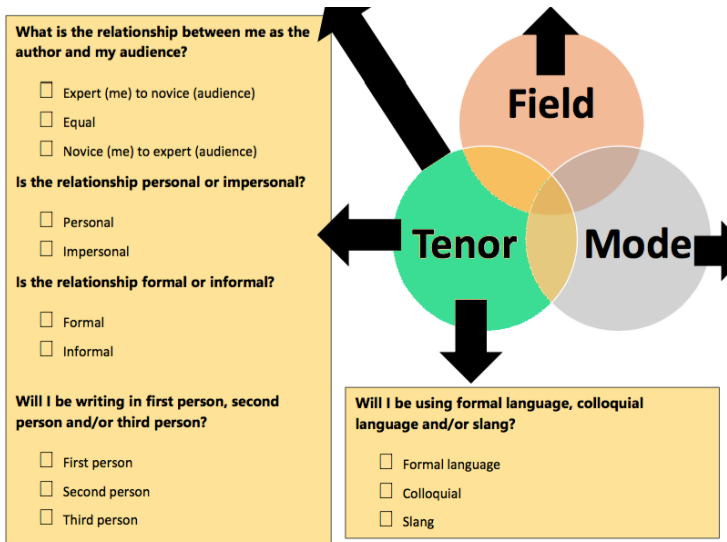 What is the relationship between me as the
author and my audience?
Expert (me) to novice (audience)
Equal
Novice (me) to expert (audience)
Is the relationship personal or impersonal?
Personal
Impersonal
Is the relationship formal or informal?
Formal
Informal
Will I be writing in first person, second
person and/or third person?
First person
Second person
Third person
Field
Tenor
Mode
Will I be using formal language, colloquial
language and/or slang?
Formal language
Colloquial
Slang